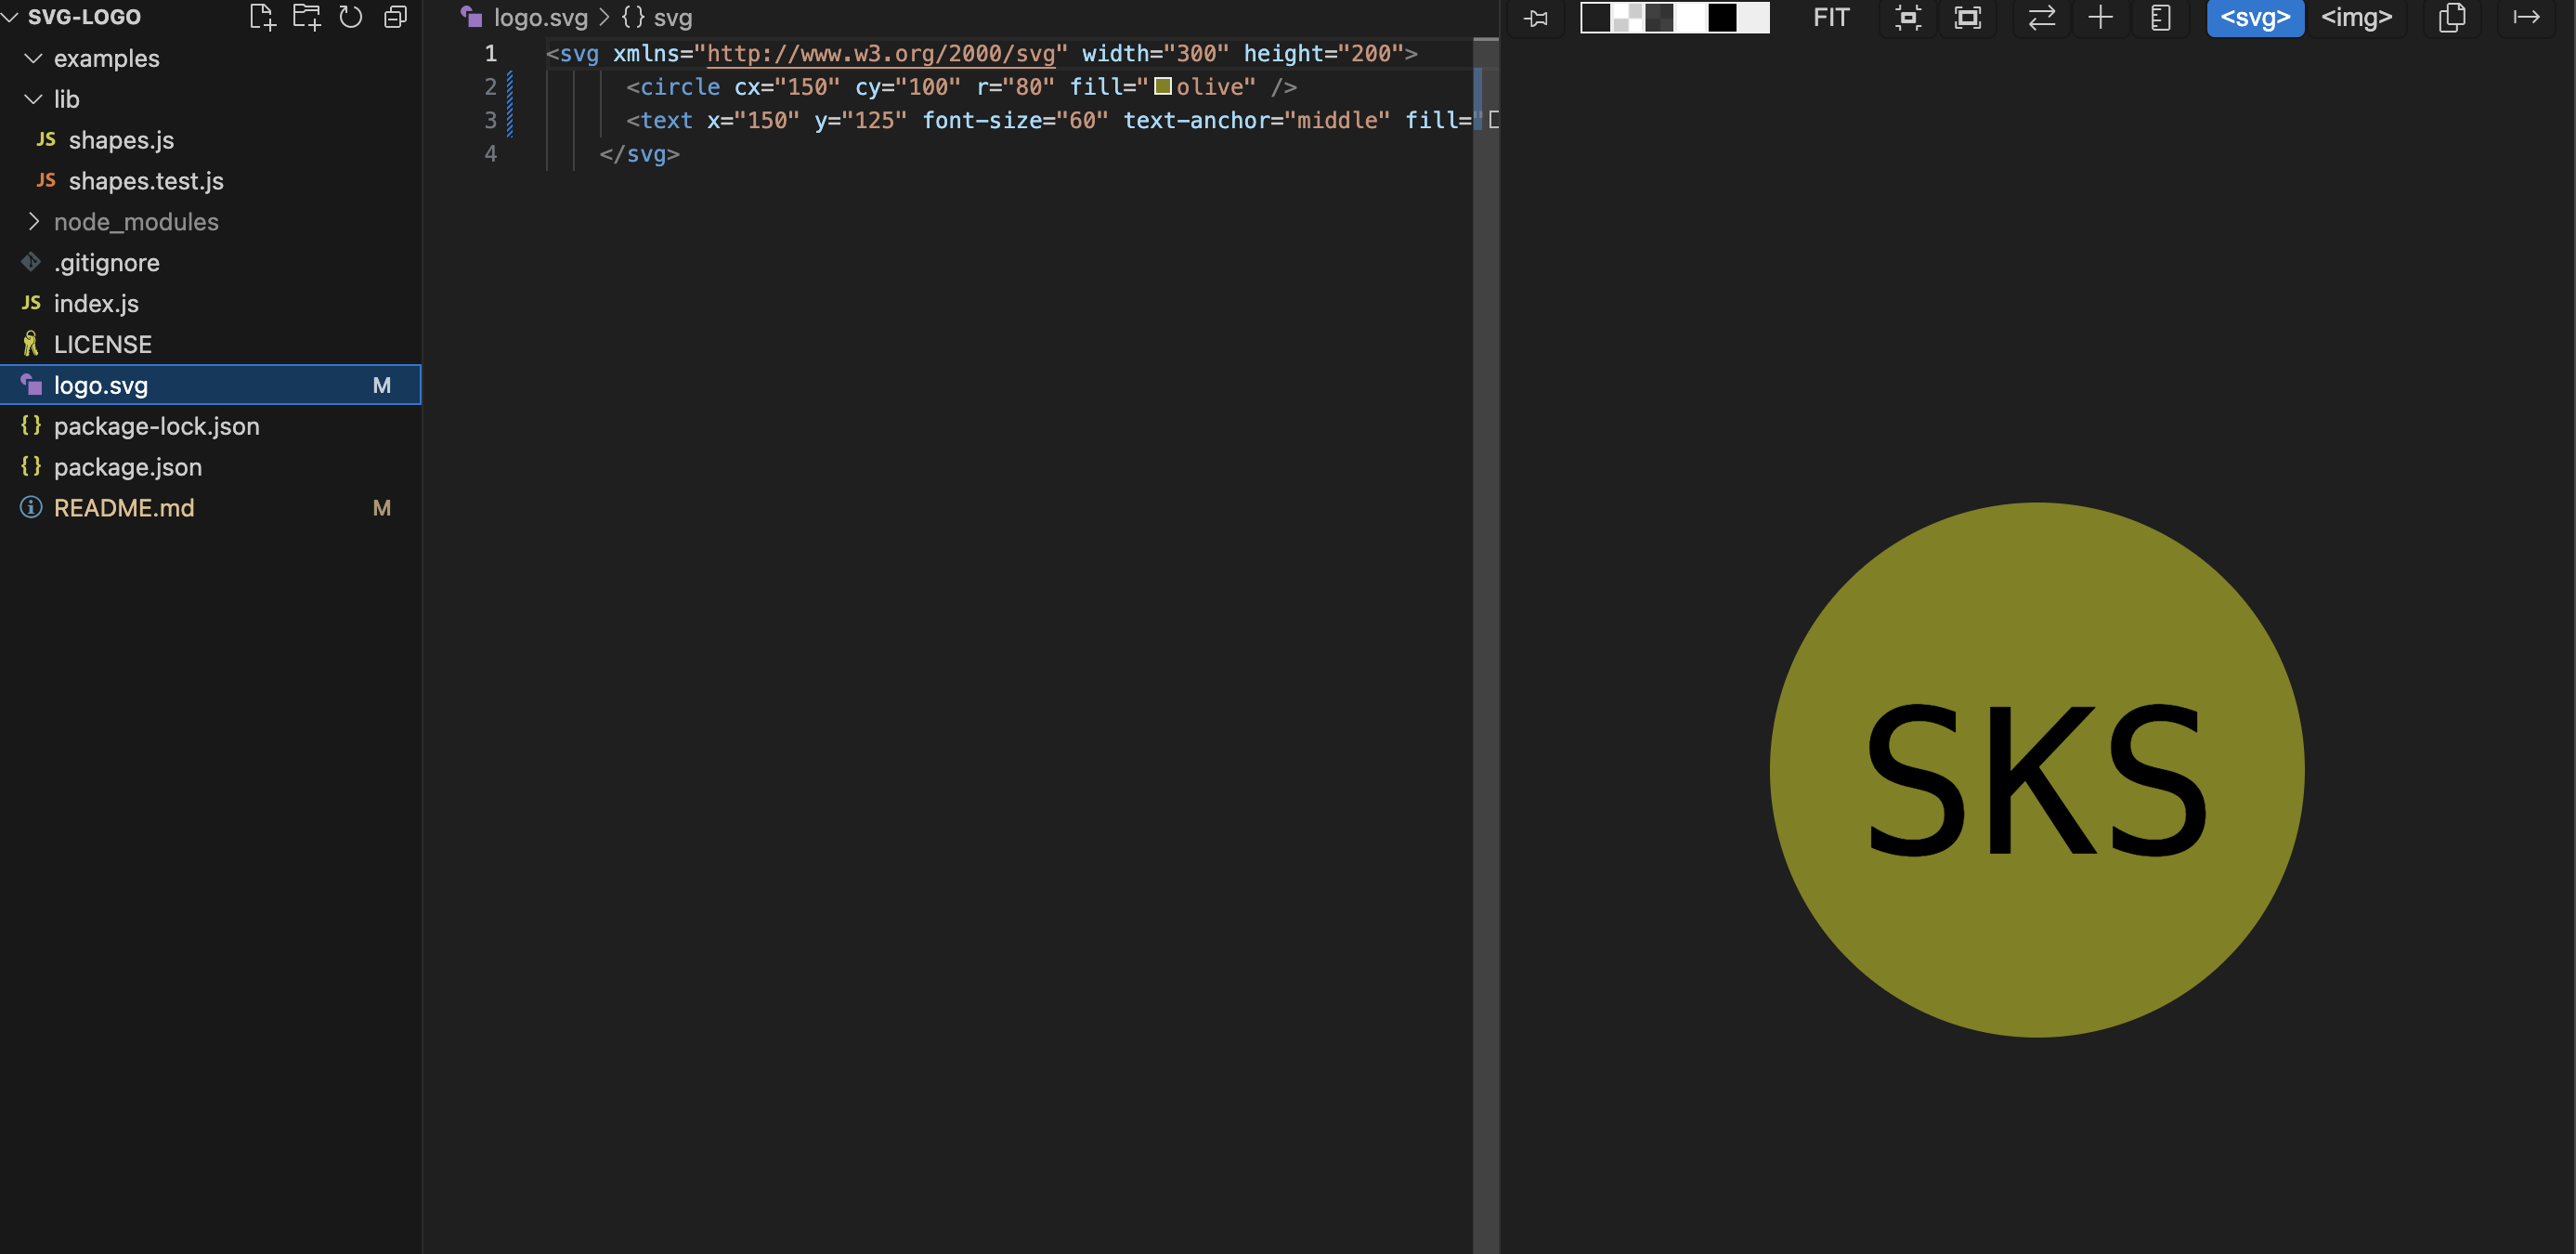 SVG-LOGO
examples
lib
JS shapes.js
JS shapes.test.js
node_modules
.gitignore
JS index.js
LICENSE
logo.svg M
{} package-lock.json
{} package.json
README.md M
logo.svg > {} svg
1 <svg xmlns="http://www.w3.org/2000/svg" width="300" height="200">
2 <circle cx="150" cy="100" r="80" fill="olive" />
3 <text x="150" y="125" font-size="60" text-anchor="middle" fill="
4 </svg>
FIT
<svg>
<img>
SKS